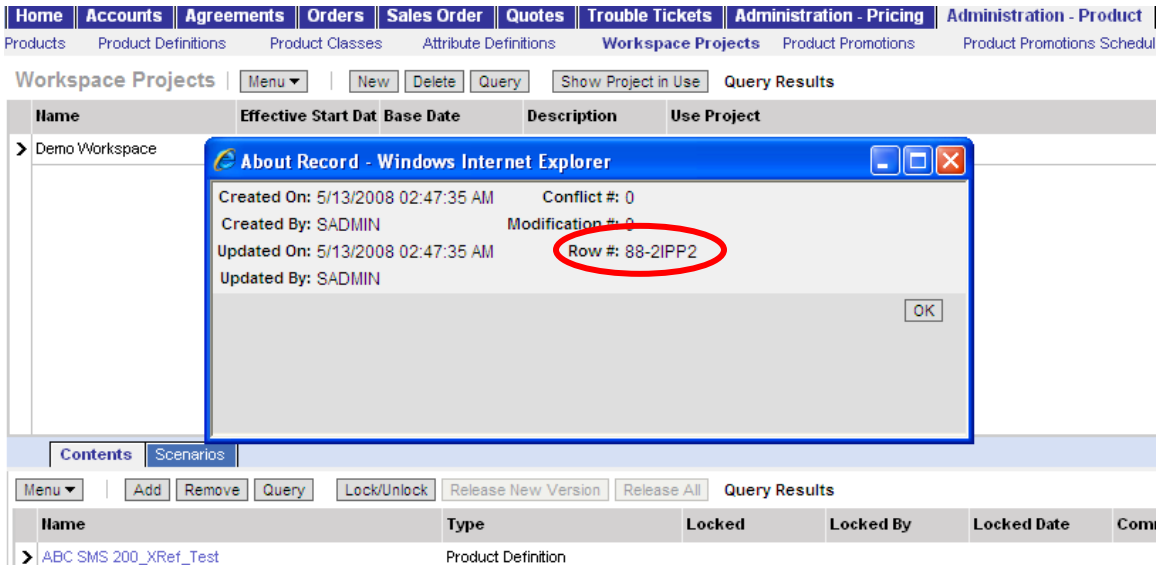 Home Accounts Agreements Orders Sales Order Quotes Trouble Tickets Administration - Pricing Administration - Product
Products Product Definitions Product Classes Attribute Definitions Workspace Projects Product Promotions Product Promotions Schedul
Workspace Projects | Menu | New Delete Query Show Project in Use Query Results
Name Effective Start Dat Base Date Description Use Project
Demo Workspace
About Record - Windows Internet Explorer
Created On: 5/13/2008 02:47:35 AM Conflict #: 0
Created By: SADMIN Modification #: 0
Updated On: 5/13/2008 02:47:35 AM Row #: 88-2IPP2
Updated By: SADMIN
OK
Contents Scenarios
Menu | Add Remove Query Lock/Unlock Release New Version Release All Query Results
Name Type Locked Locked By Locked Date Comm
ABC SMS 200_XRef_Test Product Definition